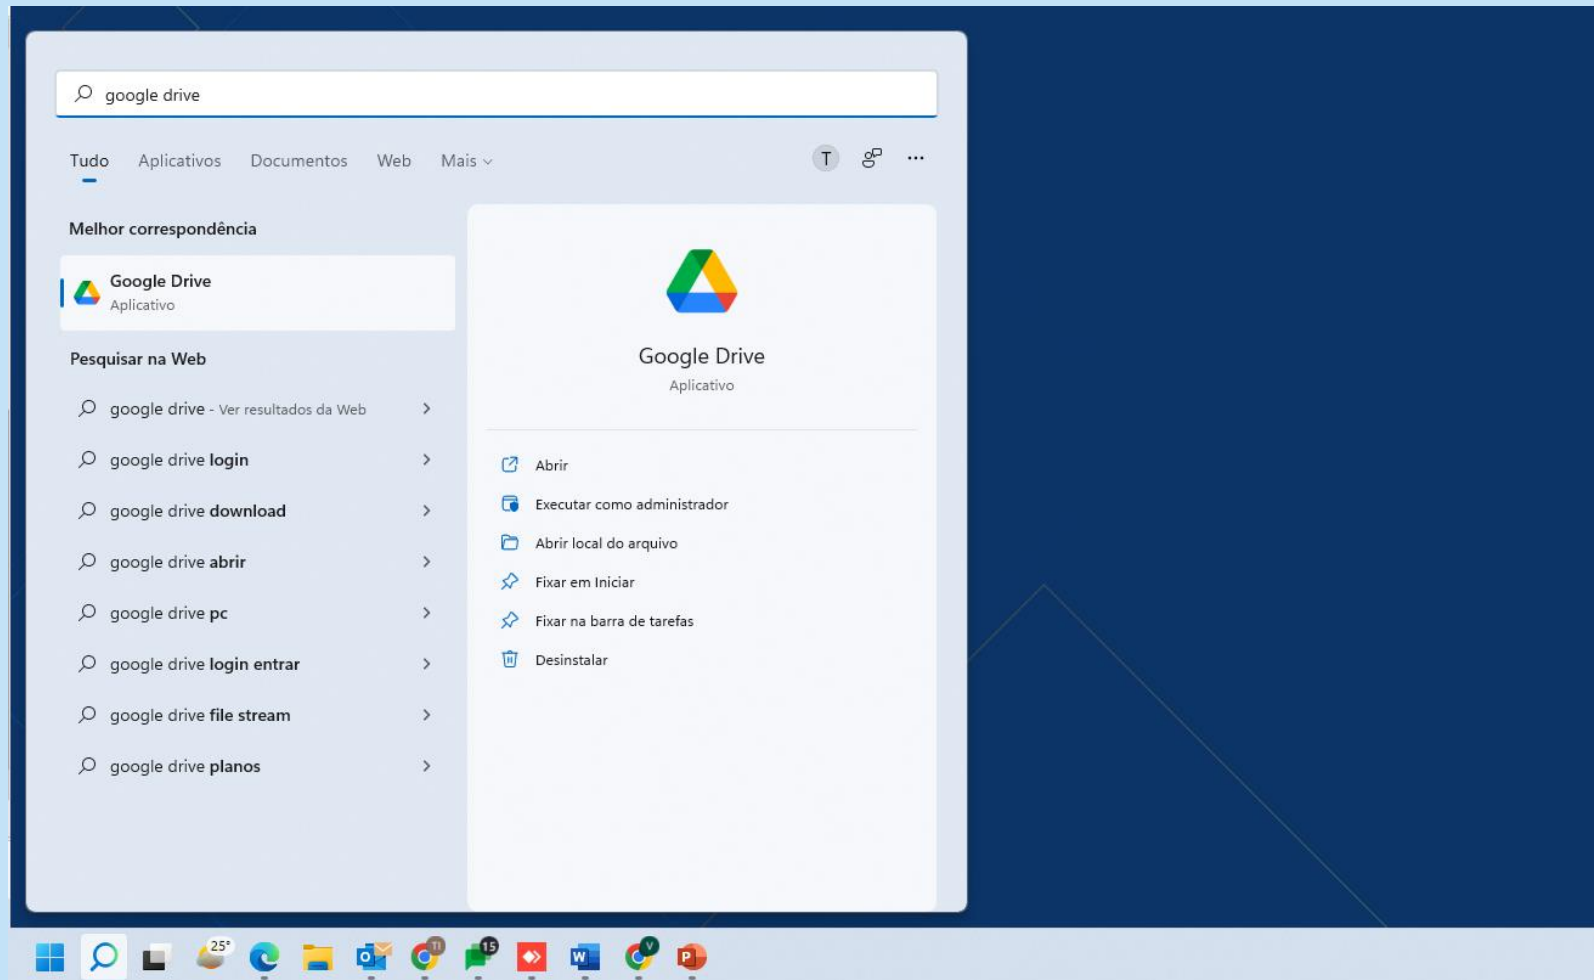 google drive
Tudo Aplicativos Documentos Web Mais T
Melhor correspondência
Google Drive
Aplicativo
Pesquisar na Web
google drive - Ver resultados da Web
google drive login
google drive download
google drive abrir
google drive pc
google drive login entrar
google drive file stream
google drive planos
Google Drive
Aplicativo
Abrir
Executar como administrador
Abrir local do arquivo
Fixar em Iniciar
Fixar na barra de tarefas
Desinstalar
25° O TI 15 W V P